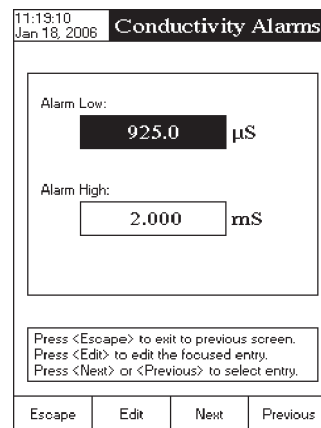 11:19:10
Jan 18, 2006
Conductivity Alarms
Alarm Low:
925.0 µS
Alarm High:
2.000 mS
Press <Escape> to exit to previous screen.
Press <Edit> to edit the focused entry.
Press <Next> or <Previous> to select entry.
Escape Edit Next Previous